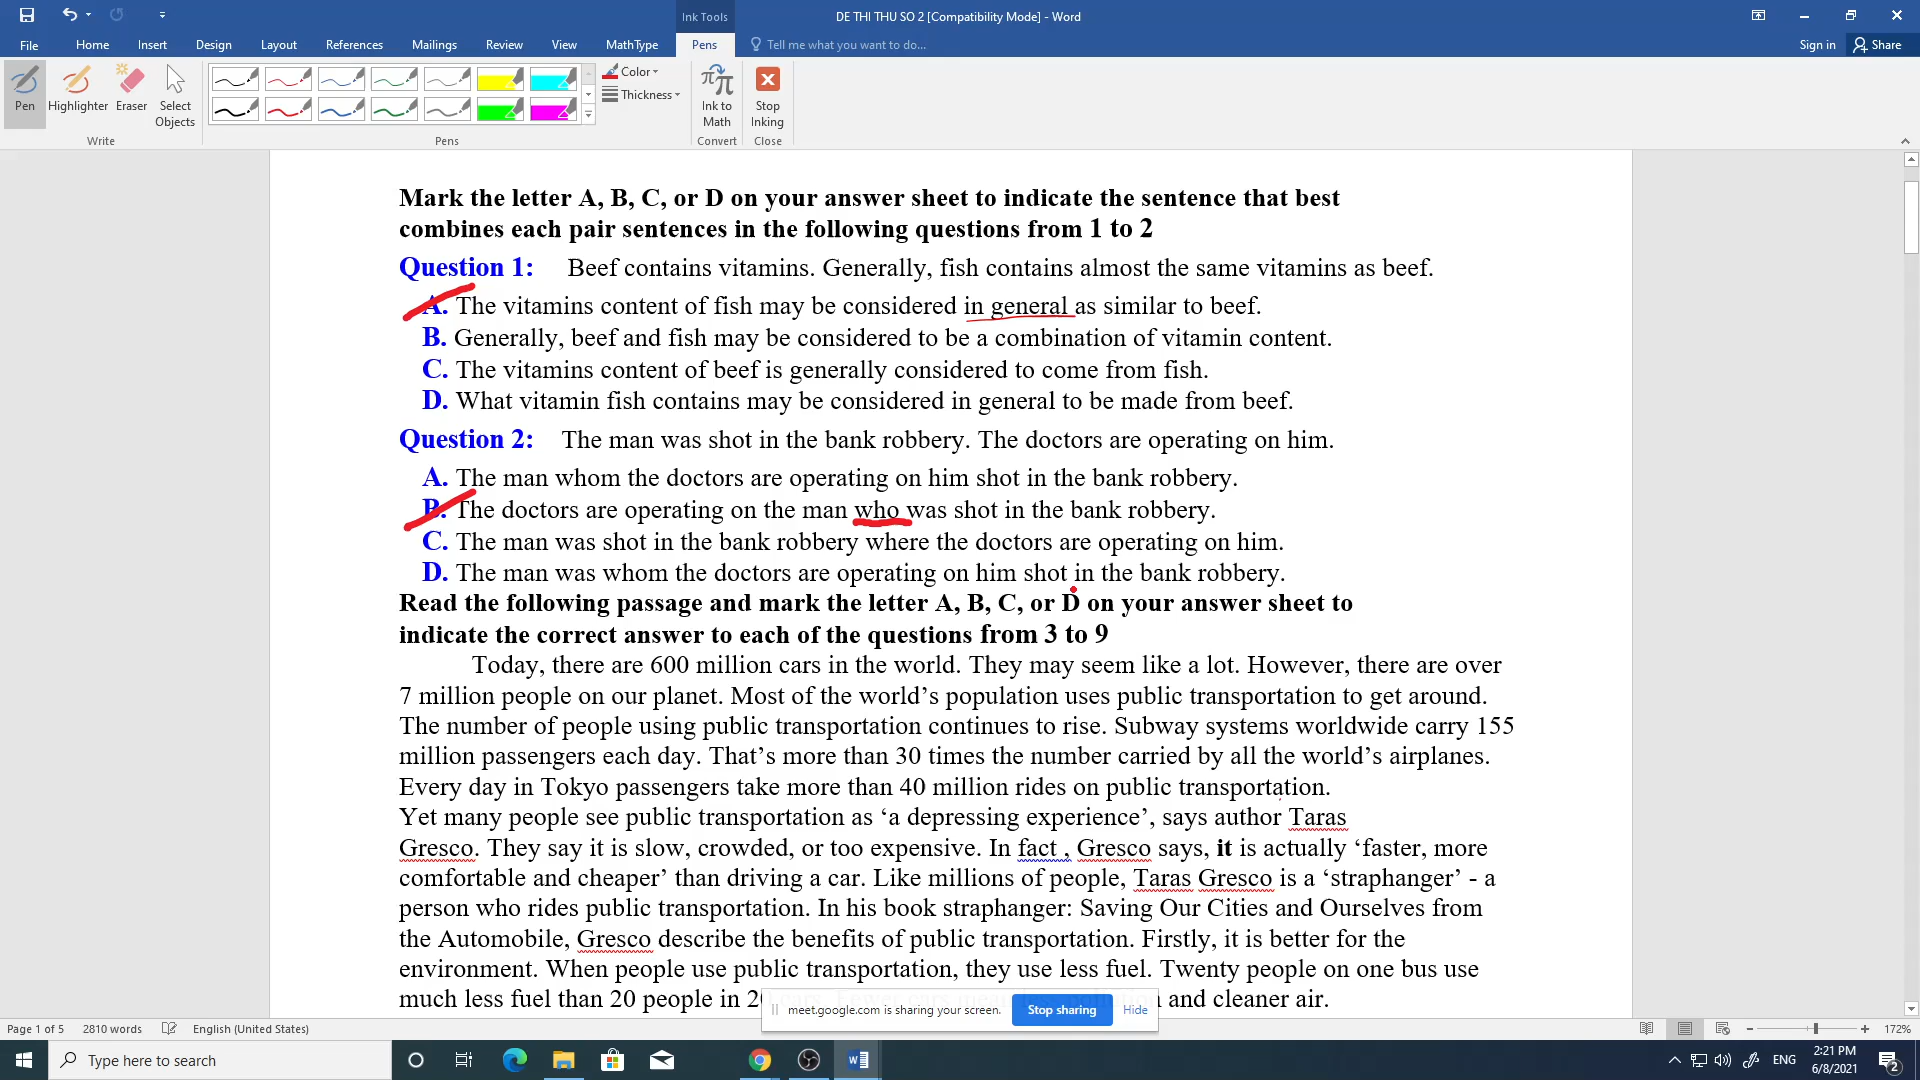 Ink Tools
DE THI THU SO 2 [Compatibility Mode] - Word
File Home Insert Design Layout References Mailings Review View MathType Pens Tell me what you want to do... Sign in Share
Pen Highlighter Eraser Select Objects
Color
Thickness
Ink to Math
Stop Inking
Write Pens Convert Close
Mark the letter A, B, C, or D on your answer sheet to indicate the sentence that best
combines each pair sentences in the following questions from 1 to 2
Question 1: Beef contains vitamins. Generally, fish contains almost the same vitamins as beef.
A. The vitamins content of fish may be considered in general as similar to beef.
B. Generally, beef and fish may be considered to be a combination of vitamin content.
C. The vitamins content of beef is generally considered to come from fish.
D. What vitamin fish contains may be considered in general to be made from beef.
Question 2: The man was shot in the bank robbery. The doctors are operating on him.
A. The man whom the doctors are operating on him shot in the bank robbery.
B. The doctors are operating on the man who was shot in the bank robbery.
C. The man was shot in the bank robbery where the doctors are operating on him.
D. The man was whom the doctors are operating on him shot in the bank robbery.
Read the following passage and mark the letter A, B, C, or D on your answer sheet to
indicate the correct answer to each of the questions from 3 to 9
Today, there are 600 million cars in the world. They may seem like a lot. However, there are over
7 million people on our planet. Most of the world’s population uses public transportation to get around.
The number of people using public transportation continues to rise. Subway systems worldwide carry 155
million passengers each day. That’s more than 30 times the number carried by all the world’s airplanes.
Every day in Tokyo passengers take more than 40 million rides on public transportation.
Yet many people see public transportation as ‘a depressing experience’, says author Taras
Gresco. They say it is slow, crowded, or too expensive. In fact , Gresco says, it is actually ‘faster, more
comfortable and cheaper’ than driving a car. Like millions of people, Taras Gresco is a ‘straphanger’ - a
person who rides public transportation. In his book straphanger: Saving Our Cities and Ourselves from
the Automobile, Gresco describe the benefits of public transportation. Firstly, it is better for the
environment. When people use public transportation, they use less fuel. Twenty people on one bus use
much less fuel than 20 people in 20 and cleaner air.
meet.google.com is sharing your screen. Stop sharing Hide
Page 1 of 5 2810 words English (United States) 172%
Type here to search
ENG
2:21 PM
6/8/2021
2